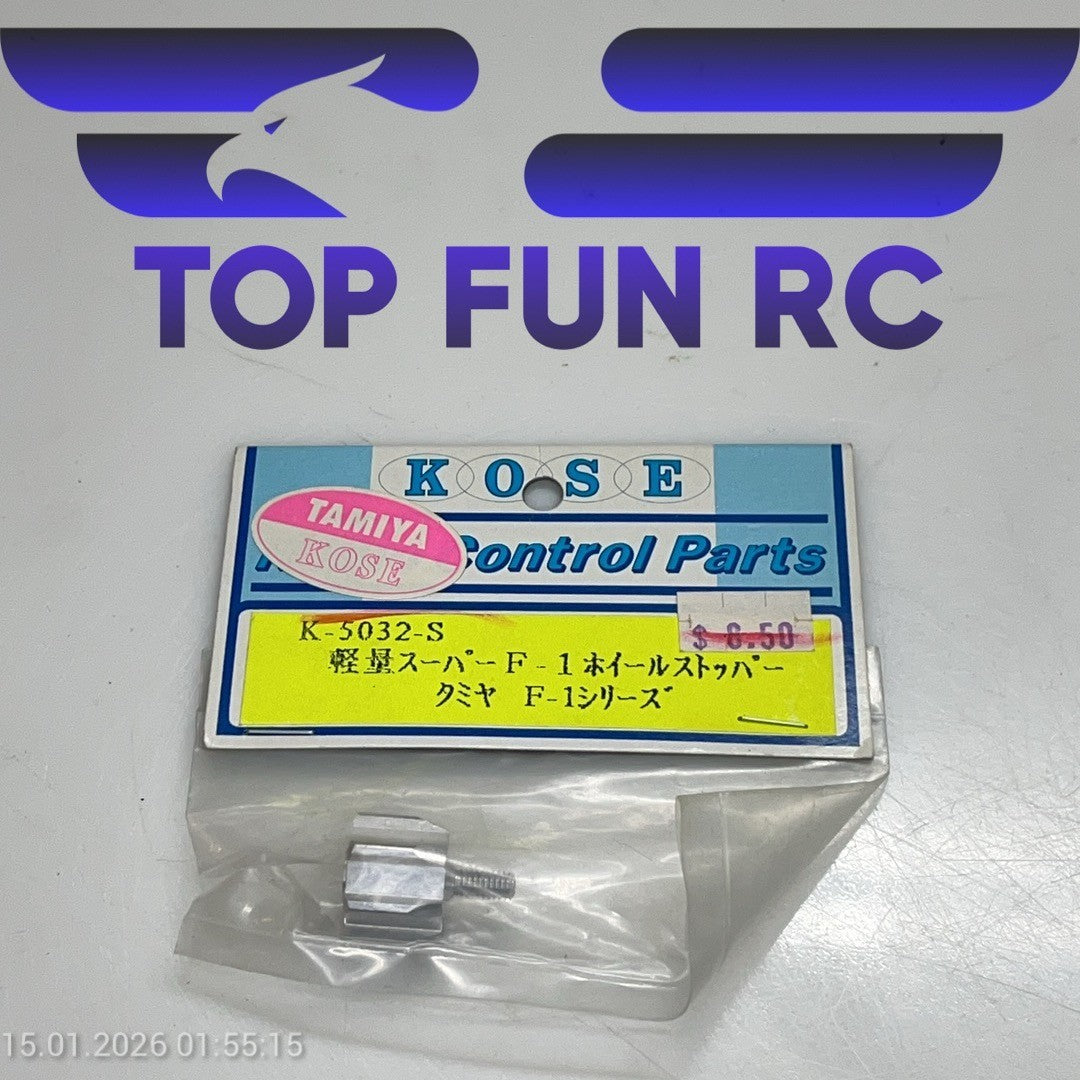 TOP FUN RC
KOSE
TAMIYA
KOSE
Control Parts
K-5032-S
$ 8.50
軽量スーパーF-1ホイールストッパー
タミヤ F-1シリーズ
15.01.2026 01:55:15